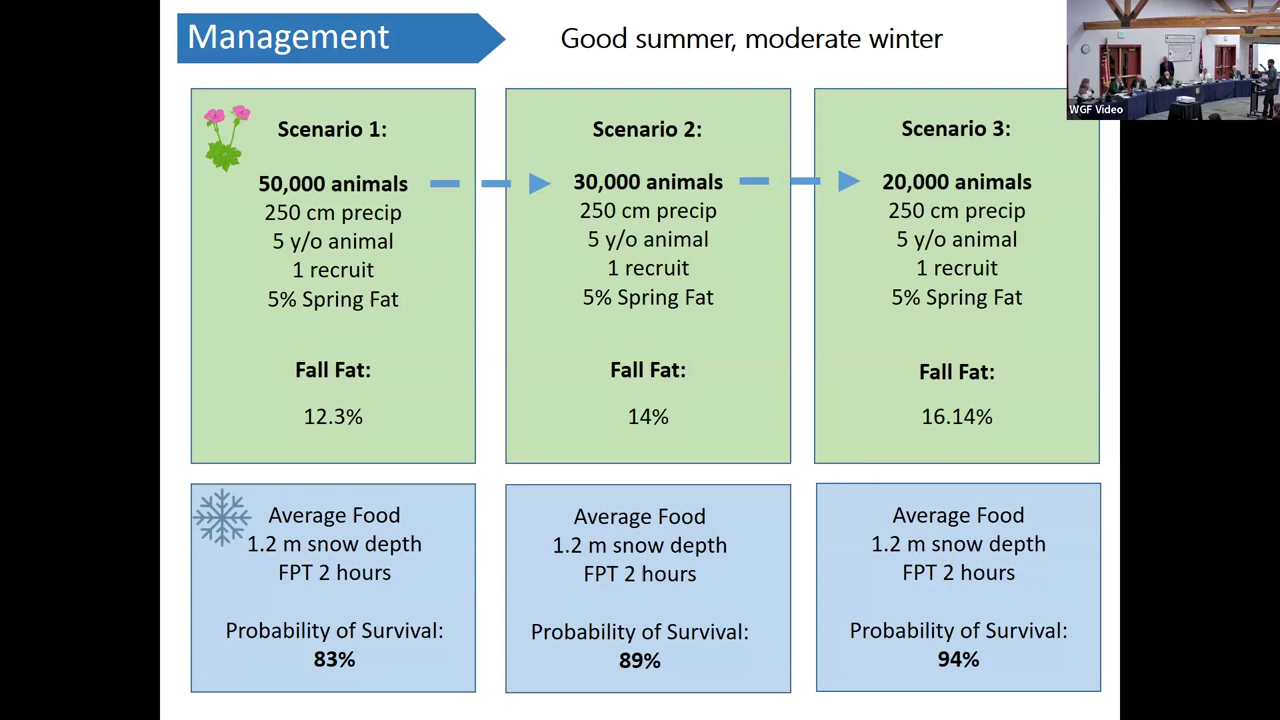 Management
Good summer, moderate winter
WGF Video
Scenario 1:
50,000 animals
250 cm precip
5 y/o animal
1 recruit
5% Spring Fat
Fall Fat:
12.3%
Scenario 2:
30,000 animals
250 cm precip
5 y/o animal
1 recruit
5% Spring Fat
Fall Fat:
14%
Scenario 3:
20,000 animals
250 cm precip
5 y/o animal
1 recruit
5% Spring Fat
Fall Fat:
16.14%
Average Food
1.2 m snow depth
FPT 2 hours
Probability of Survival:
83%
Average Food
1.2 m snow depth
FPT 2 hours
Probability of Survival:
89%
Average Food
1.2 m snow depth
FPT 2 hours
Probability of Survival:
94%